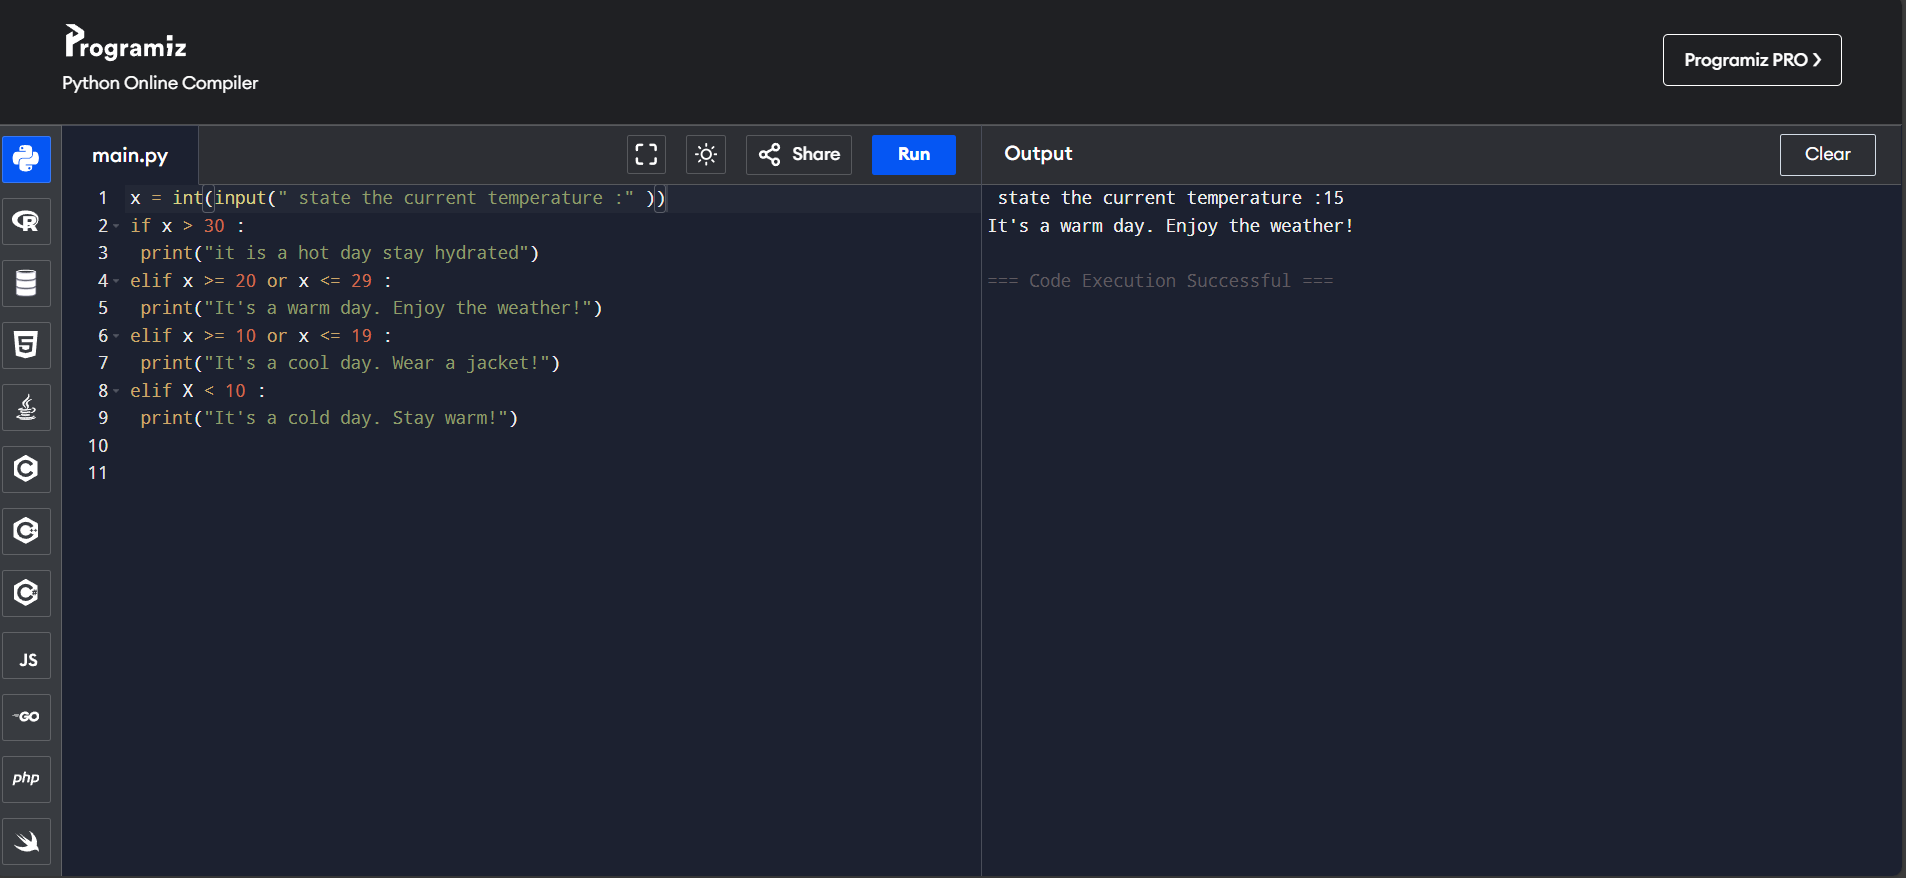 Programiz
Python Online Compiler
Programiz PRO ❯
main.py
Share
Run
Output
Clear
1 x = int(input(" state the current temperature :" ))
2 if x > 30 :
3  print("it is a hot day stay hydrated")
4 elif x >= 20 or x <= 29 :
5  print("It's a warm day. Enjoy the weather!")
6 elif x >= 10 or x <= 19 :
7  print("It's a cool day. Wear a jacket!")
8 elif X < 10 :
9  print("It's a cold day. Stay warm!")
10
11
 state the current temperature :15
It's a warm day. Enjoy the weather!
=== Code Execution Successful ===
R
5
C
C++
C#
JS
GO
php